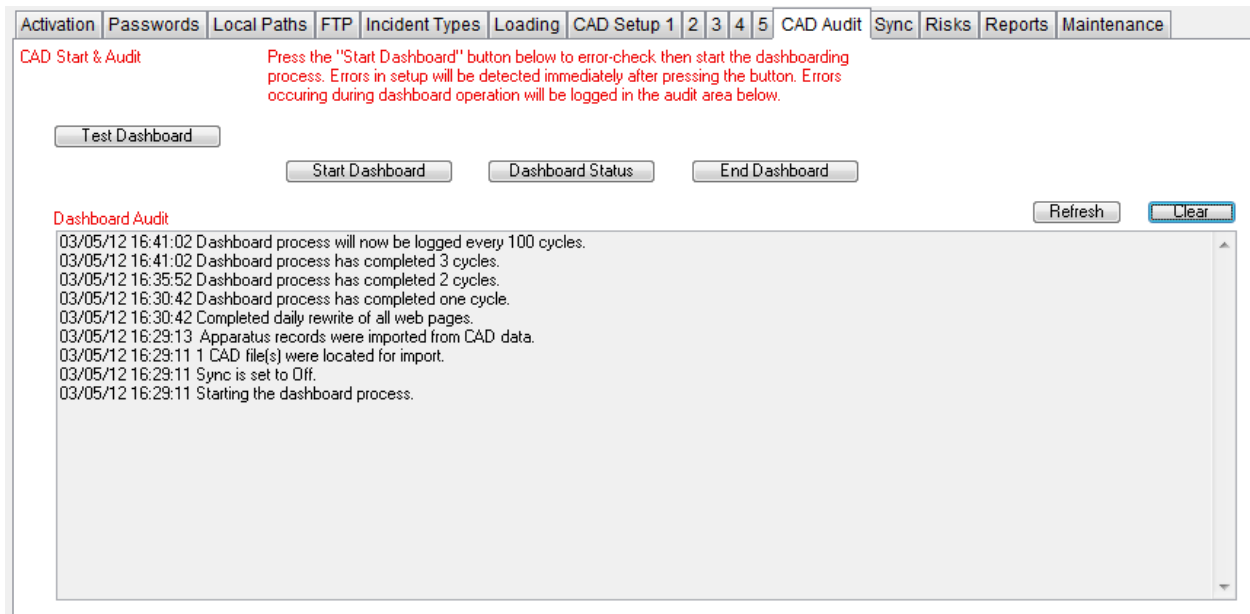 Activation Passwords Local Paths FTP Incident Types Loading CAD Setup 1 2 3 4 5 CAD Audit Sync Risks Reports Maintenance
CAD Start & Audit
Press the "Start Dashboard" button below to error-check then start the dashboarding
process. Errors in setup will be detected immediately after pressing the button. Errors
occuring during dashboard operation will be logged in the audit area below.
Test Dashboard
Start Dashboard Dashboard Status End Dashboard
Refresh Clear
Dashboard Audit
03/05/12 16:41:02 Dashboard process will now be logged every 100 cycles.
03/05/12 16:41:02 Dashboard process has completed 3 cycles.
03/05/12 16:35:52 Dashboard process has completed 2 cycles.
03/05/12 16:30:42 Dashboard process has completed one cycle.
03/05/12 16:30:42 Completed daily rewrite of all web pages.
03/05/12 16:29:13  Apparatus records were imported from CAD data.
03/05/12 16:29:11 1 CAD file(s) were located for import.
03/05/12 16:29:11 Sync is set to Off.
03/05/12 16:29:11 Starting the dashboard process.